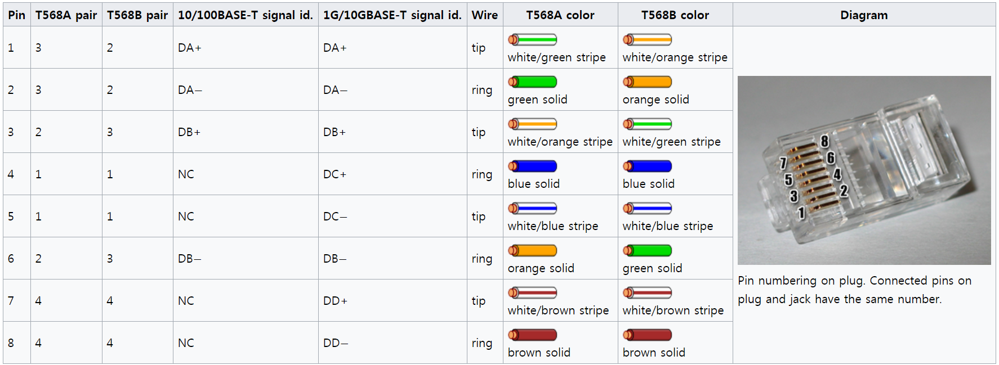 Pin T568A pair T568B pair 10/100BASE-T signal id. 1G/10GBASE-T signal id. Wire T568A color T568B color Diagram
1 3 2 DA+ DA+ tip white/green stripe white/orange stripe
2 3 2 DA− DA− ring green solid orange solid
3 2 3 DB+ DB+ tip white/orange stripe white/green stripe
4 1 1 NC DC+ ring blue solid blue solid
5 1 1 NC DC− tip white/blue stripe white/blue stripe
6 2 3 DB− DB− ring orange solid green solid
7 4 4 NC DD+ tip white/brown stripe white/brown stripe
8 4 4 NC DD− ring brown solid brown solid
8
7 6
5 4
3 2
1
Pin numbering on plug. Connected pins on
plug and jack have the same number.